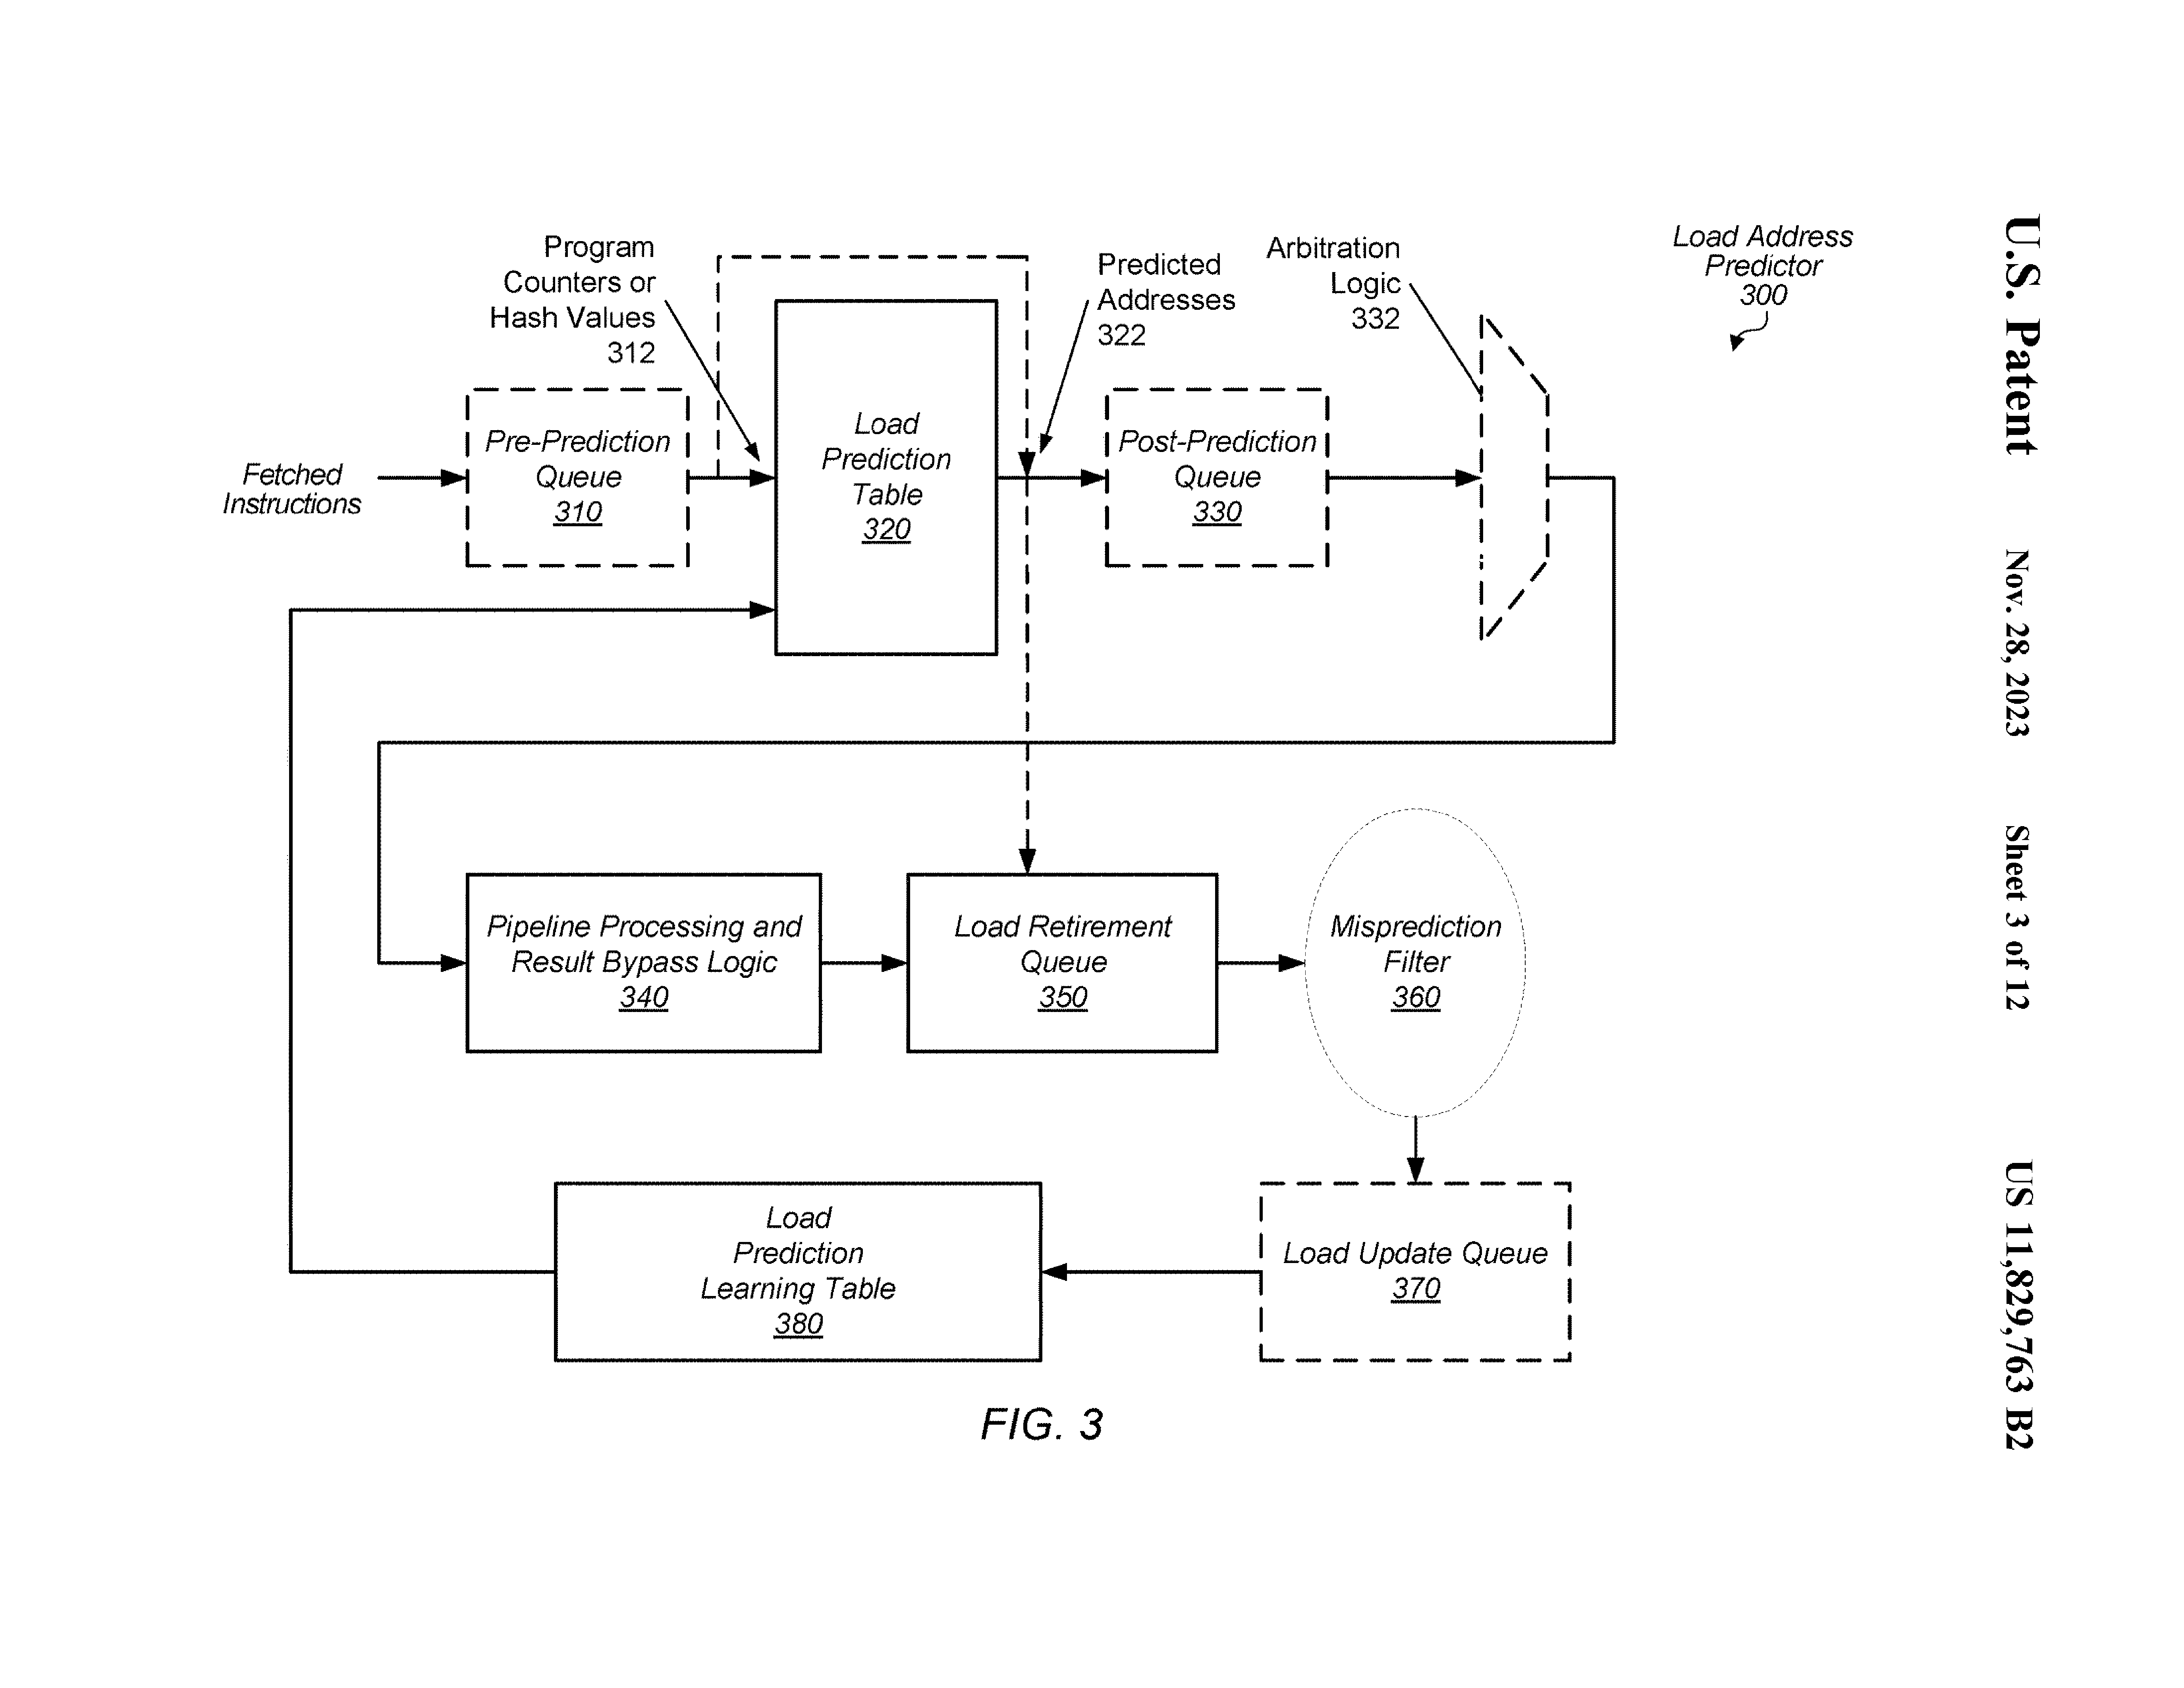 U.S. Patent Nov. 28, 2023 Sheet 3 of 12 US 11,829,763 B2
Load Address
Predictor
300
Program
Counters or
Hash Values
312
Predicted
Addresses
322
Arbitration
Logic
332
Fetched
Instructions
Pre-Prediction
Queue
310
Load
Prediction
Table
320
Post-Prediction
Queue
330
Pipeline Processing and
Result Bypass Logic
340
Load Retirement
Queue
350
Misprediction
Filter
360
Load
Prediction
Learning Table
380
Load Update Queue
370
FIG. 3